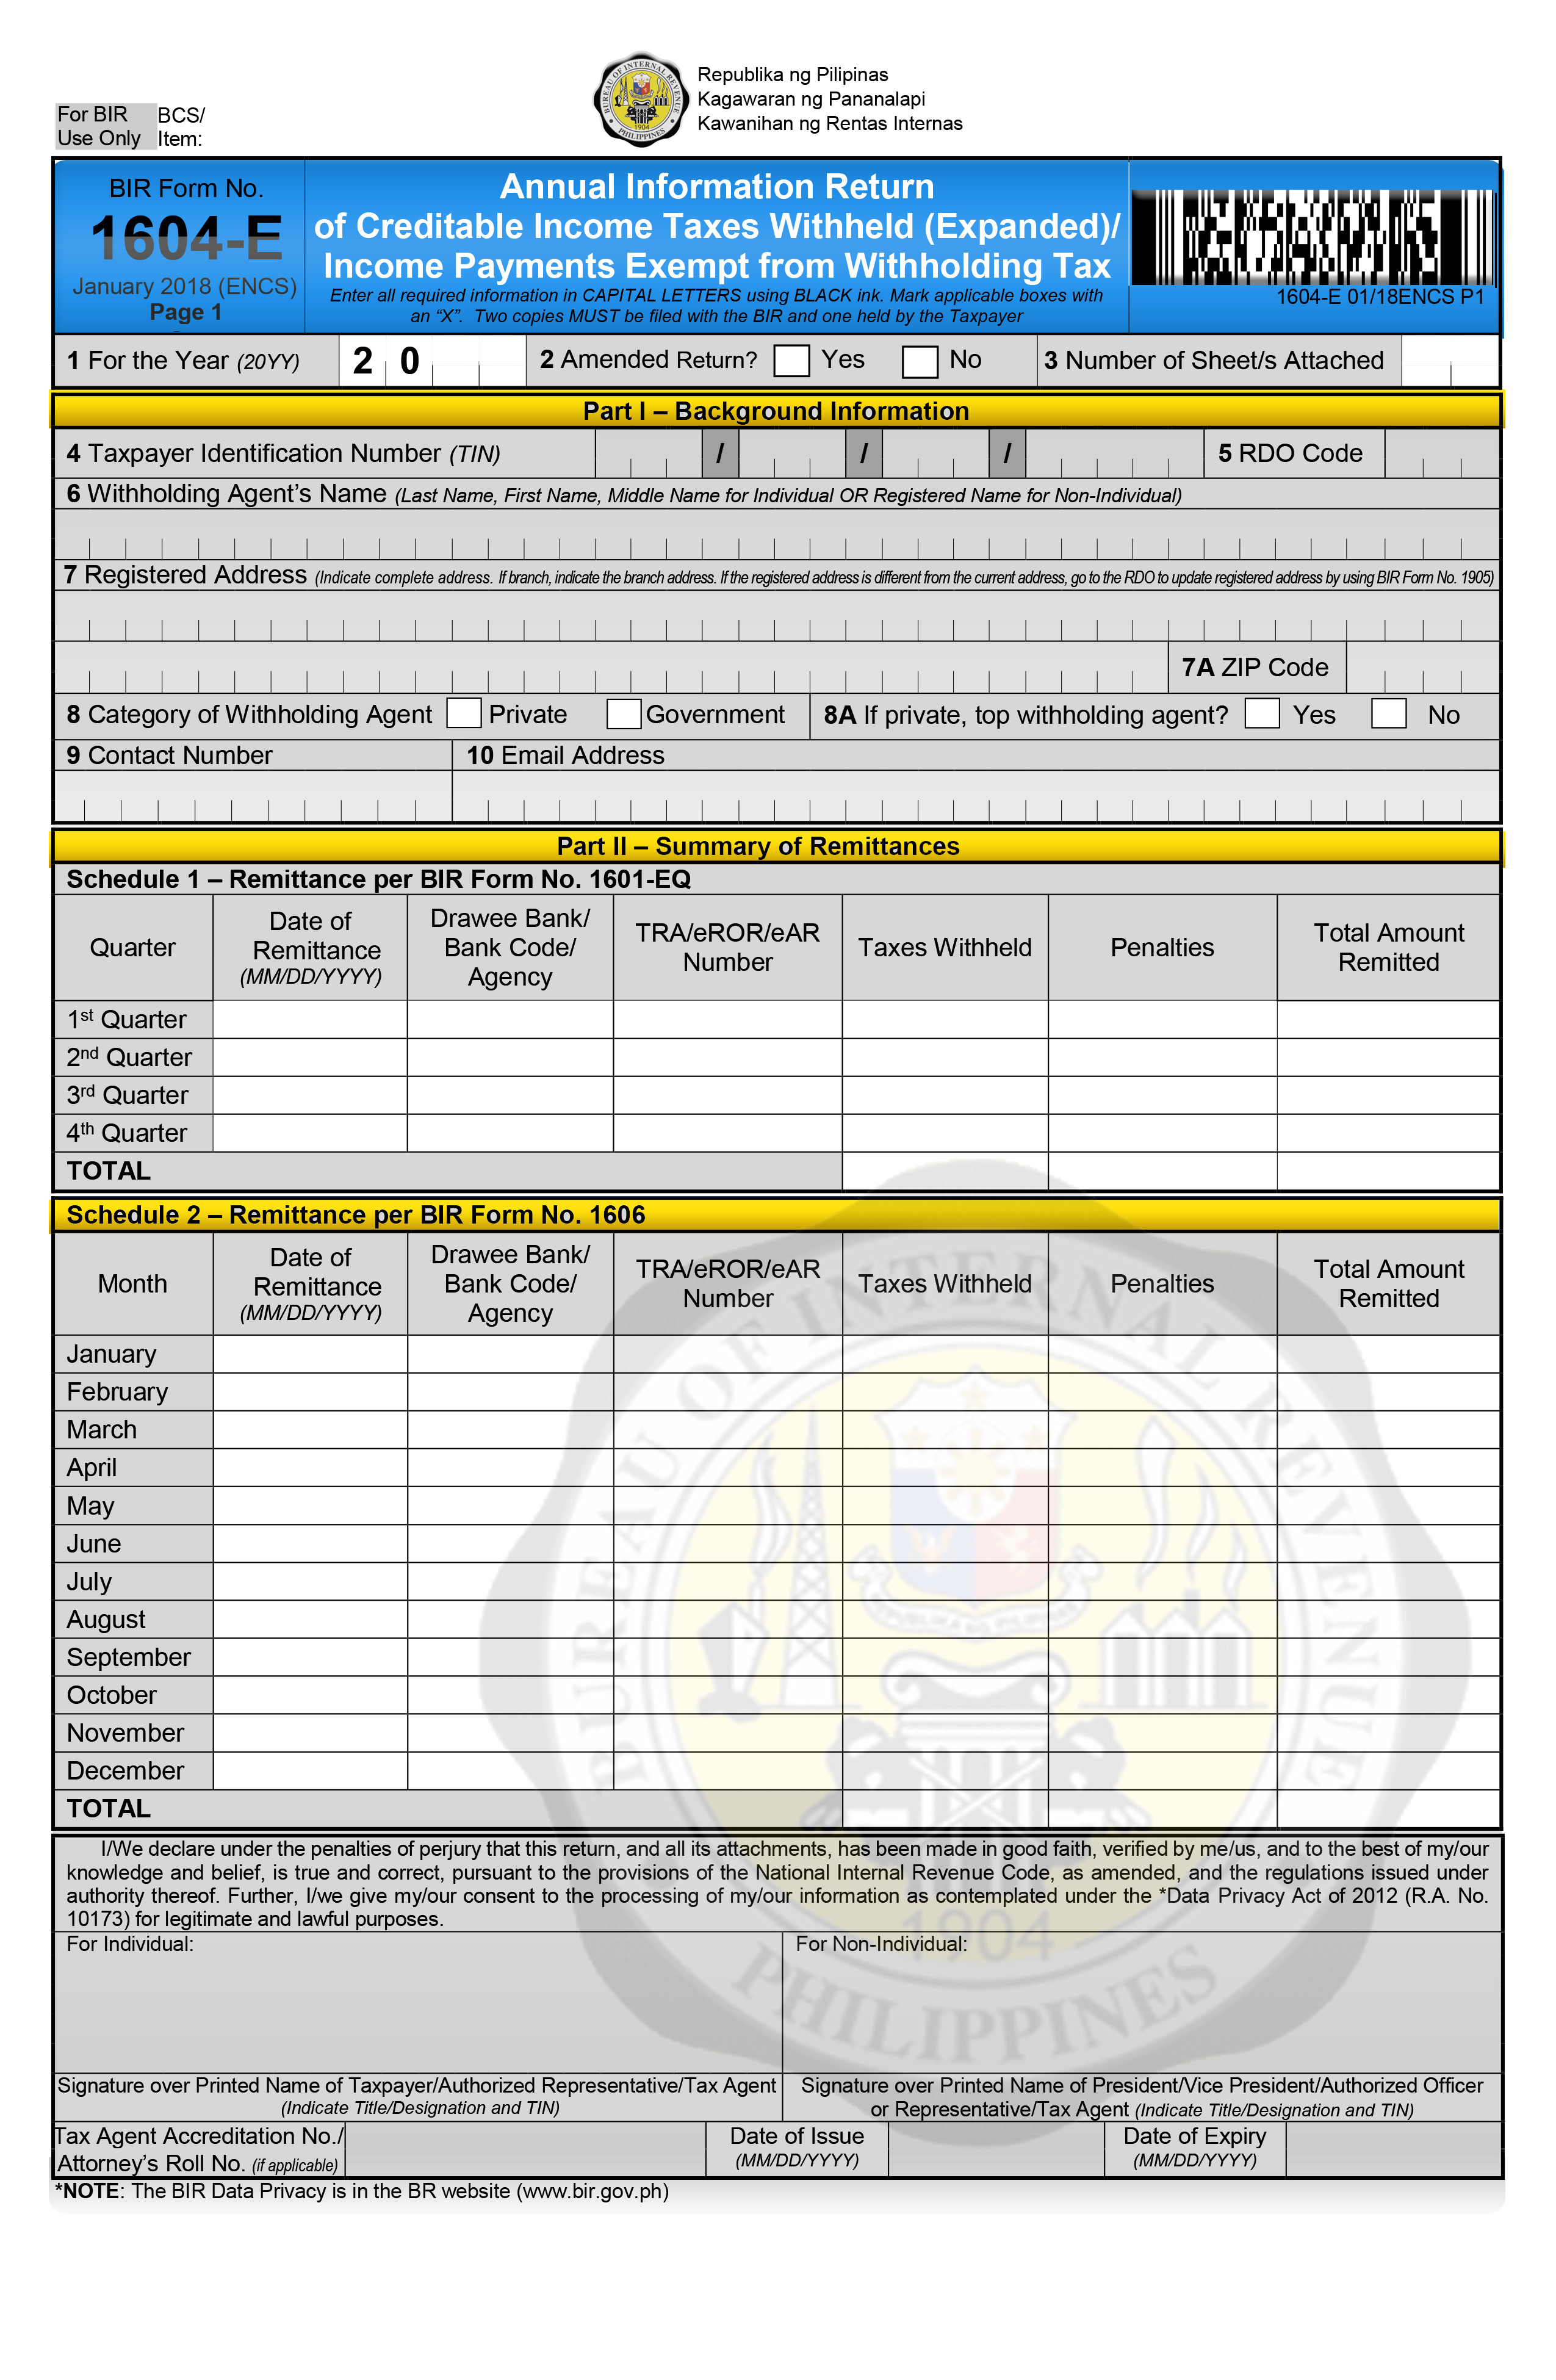 For BIR BCS/
Use Only Item:
Republika ng Pilipinas
Kagawaran ng Pananalapi
Kawanihan ng Rentas Internas
BUREAU OF INTERNAL REVENUE
1904
PHILIPPINES
BIR Form No.
1604-E
January 2018 (ENCS)
Page 1
Annual Information Return
of Creditable Income Taxes Withheld (Expanded)/
Income Payments Exempt from Withholding Tax
Enter all required information in CAPITAL LETTERS using BLACK ink. Mark applicable boxes with
an “X”. Two copies MUST be filed with the BIR and one held by the Taxpayer
1604-E 01/18ENCS P1
1 For the Year (20YY) 2 0 2 Amended Return? Yes No 3 Number of Sheet/s Attached
Part I – Background Information
4 Taxpayer Identification Number (TIN) / / / 5 RDO Code
6 Withholding Agent’s Name (Last Name, First Name, Middle Name for Individual OR Registered Name for Non-Individual)
7 Registered Address (Indicate complete address. If branch, indicate the branch address. If the registered address is different from the current address, go to the RDO to update registered address by using BIR Form No. 1905)
7A ZIP Code
8 Category of Withholding Agent Private Government 8A If private, top withholding agent? Yes No
9 Contact Number 10 Email Address
Part II – Summary of Remittances
Schedule 1 – Remittance per BIR Form No. 1601-EQ
Quarter
Date of
Remittance
(MM/DD/YYYY)
Drawee Bank/
Bank Code/
Agency
TRA/eROR/eAR
Number
Taxes Withheld
Penalties
Total Amount
Remitted
1st Quarter
2nd Quarter
3rd Quarter
4th Quarter
TOTAL
Schedule 2 – Remittance per BIR Form No. 1606
Month
Date of
Remittance
(MM/DD/YYYY)
Drawee Bank/
Bank Code/
Agency
TRA/eROR/eAR
Number
Taxes Withheld
Penalties
Total Amount
Remitted
January
February
March
April
May
June
July
August
September
October
November
December
TOTAL
BUREAU OF INTERNAL REVENUE
1904
PHILIPPINES
I/We declare under the penalties of perjury that this return, and all its attachments, has been made in good faith, verified by me/us, and to the best of my/our
knowledge and belief, is true and correct, pursuant to the provisions of the National Internal Revenue Code, as amended, and the regulations issued under
authority thereof. Further, I/we give my/our consent to the processing of my/our information as contemplated under the *Data Privacy Act of 2012 (R.A. No.
10173) for legitimate and lawful purposes.
For Individual:
For Non-Individual:
Signature over Printed Name of Taxpayer/Authorized Representative/Tax Agent
(Indicate Title/Designation and TIN)
Signature over Printed Name of President/Vice President/Authorized Officer
or Representative/Tax Agent (Indicate Title/Designation and TIN)
Tax Agent Accreditation No./
Attorney’s Roll No. (if applicable)
Date of Issue
(MM/DD/YYYY)
Date of Expiry
(MM/DD/YYYY)
*NOTE: The BIR Data Privacy is in the BR website (www.bir.gov.ph)